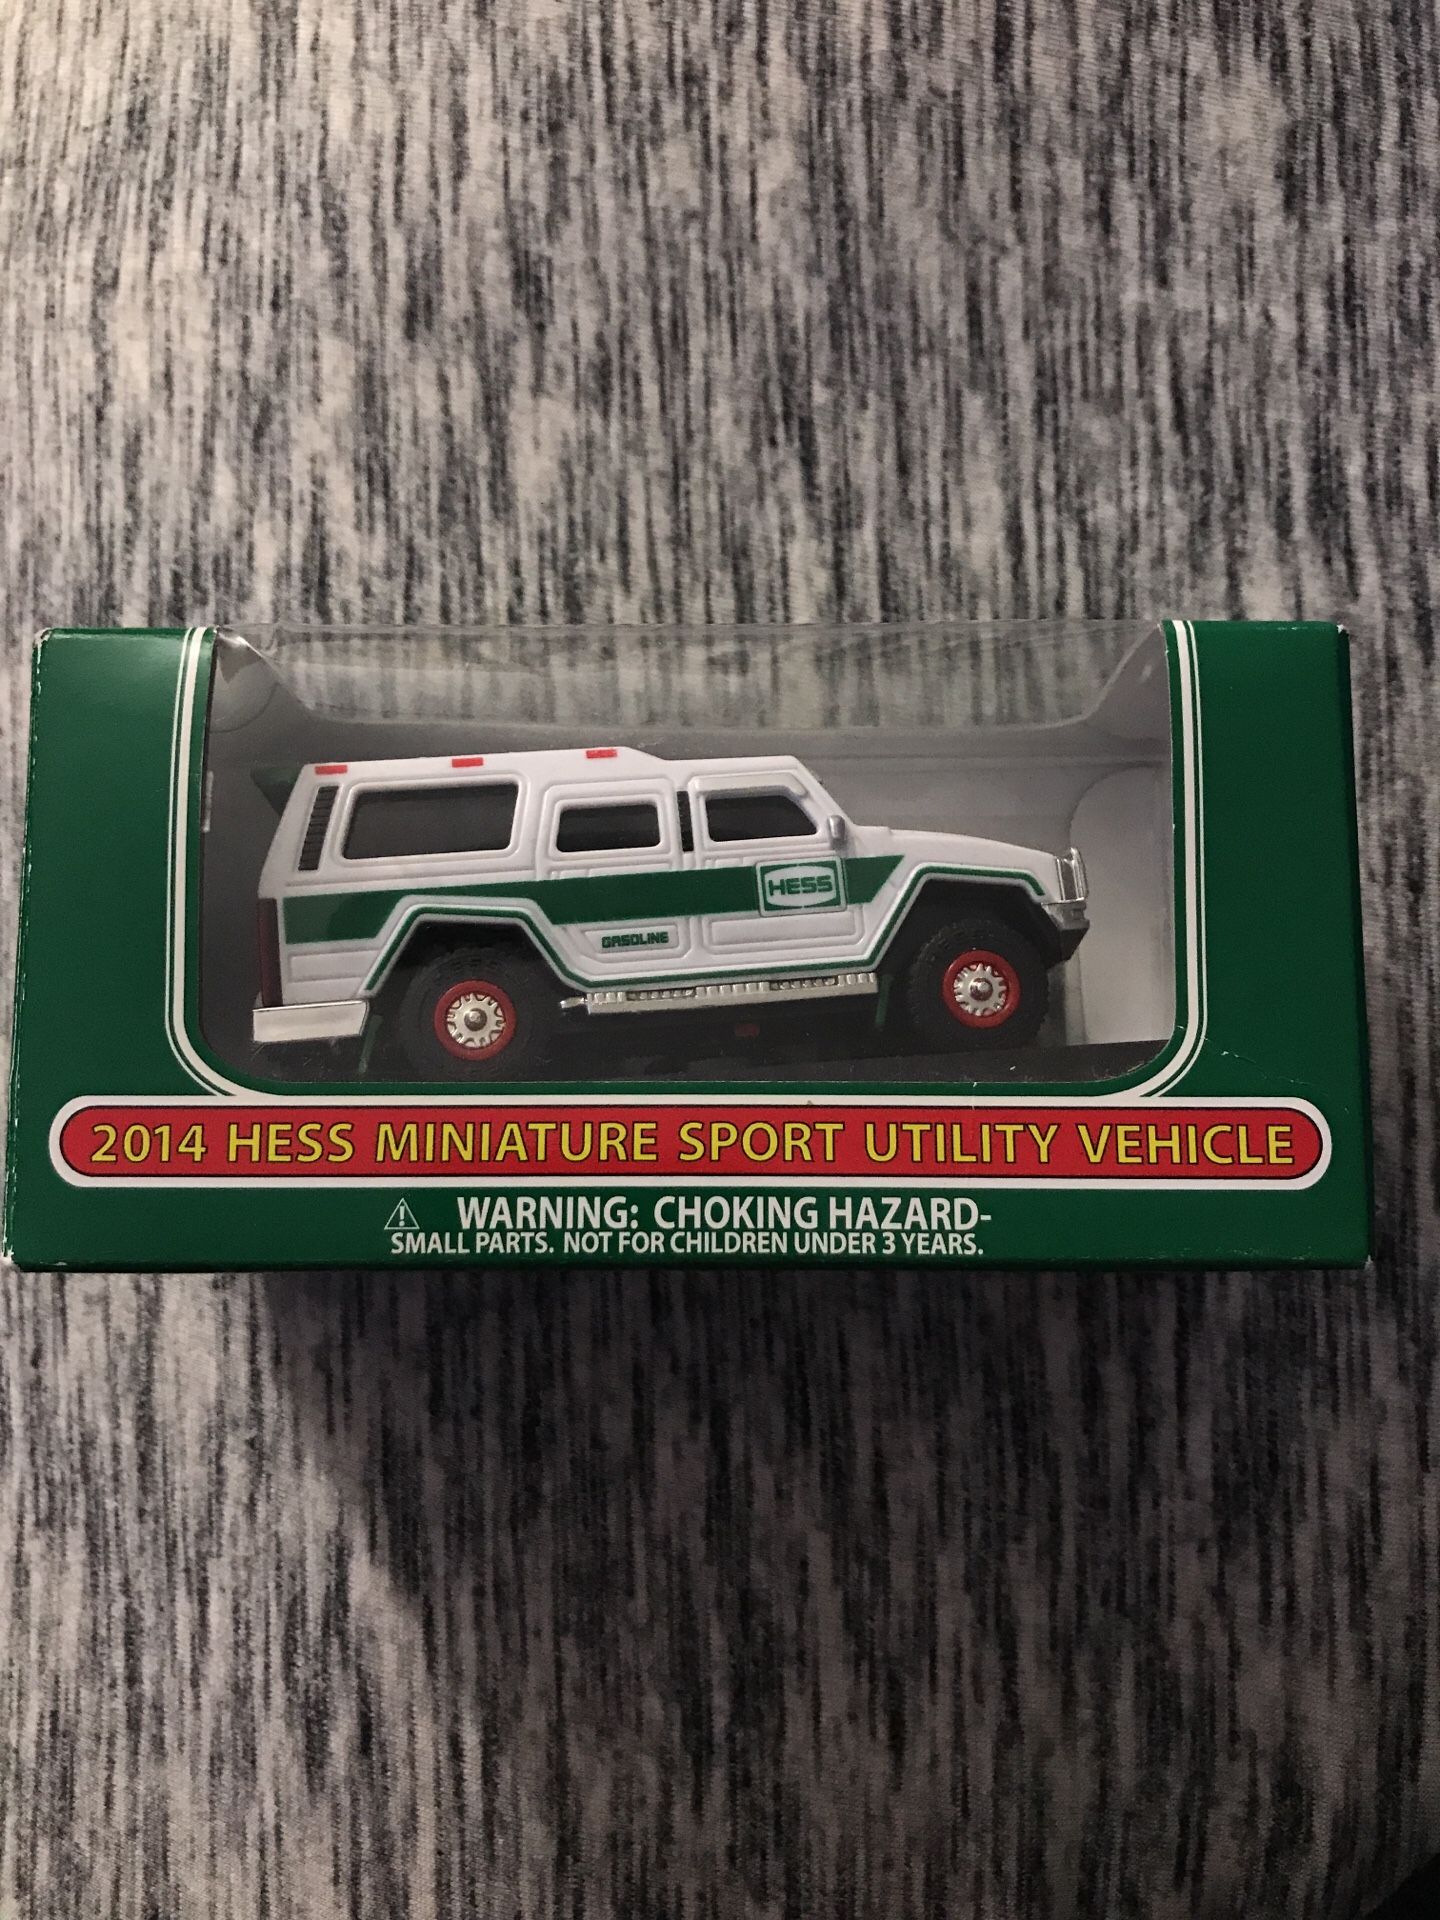 HESS
GASOLINE
2014 HESS MINIATURE SPORT UTILITY VEHICLE
WARNING: CHOKING HAZARD-
SMALL PARTS. NOT FOR CHILDREN UNDER 3 YEARS.